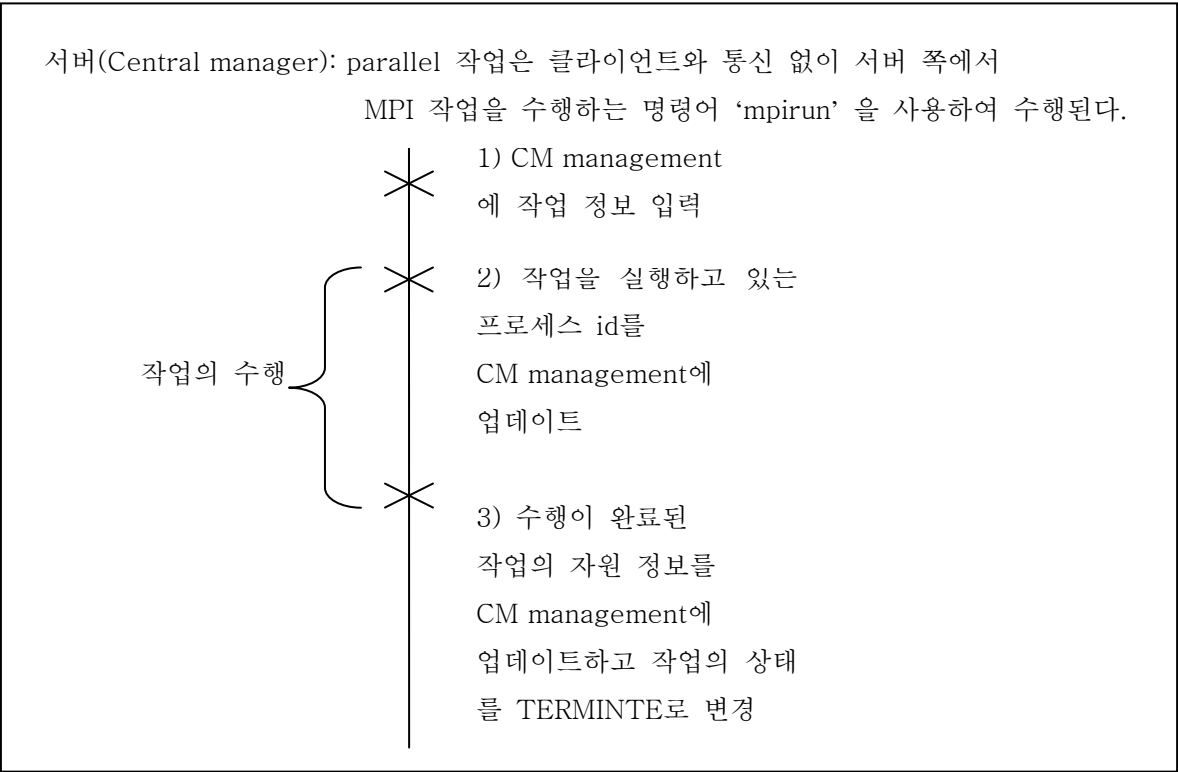 서버(Central manager): parallel 작업은 클라이언트와 통신 없이 서버 쪽에서
MPI 작업을 수행하는 명령어 ‘mpirun’ 을 사용하여 수행된다.
1) CM management
에 작업 정보 입력
2) 작업을 실행하고 있는
프로세스 id를
CM management에
업데이트
작업의 수행
3) 수행이 완료된
작업의 자원 정보를
CM management에
업데이트하고 작업의 상태
를 TERMINTE로 변경